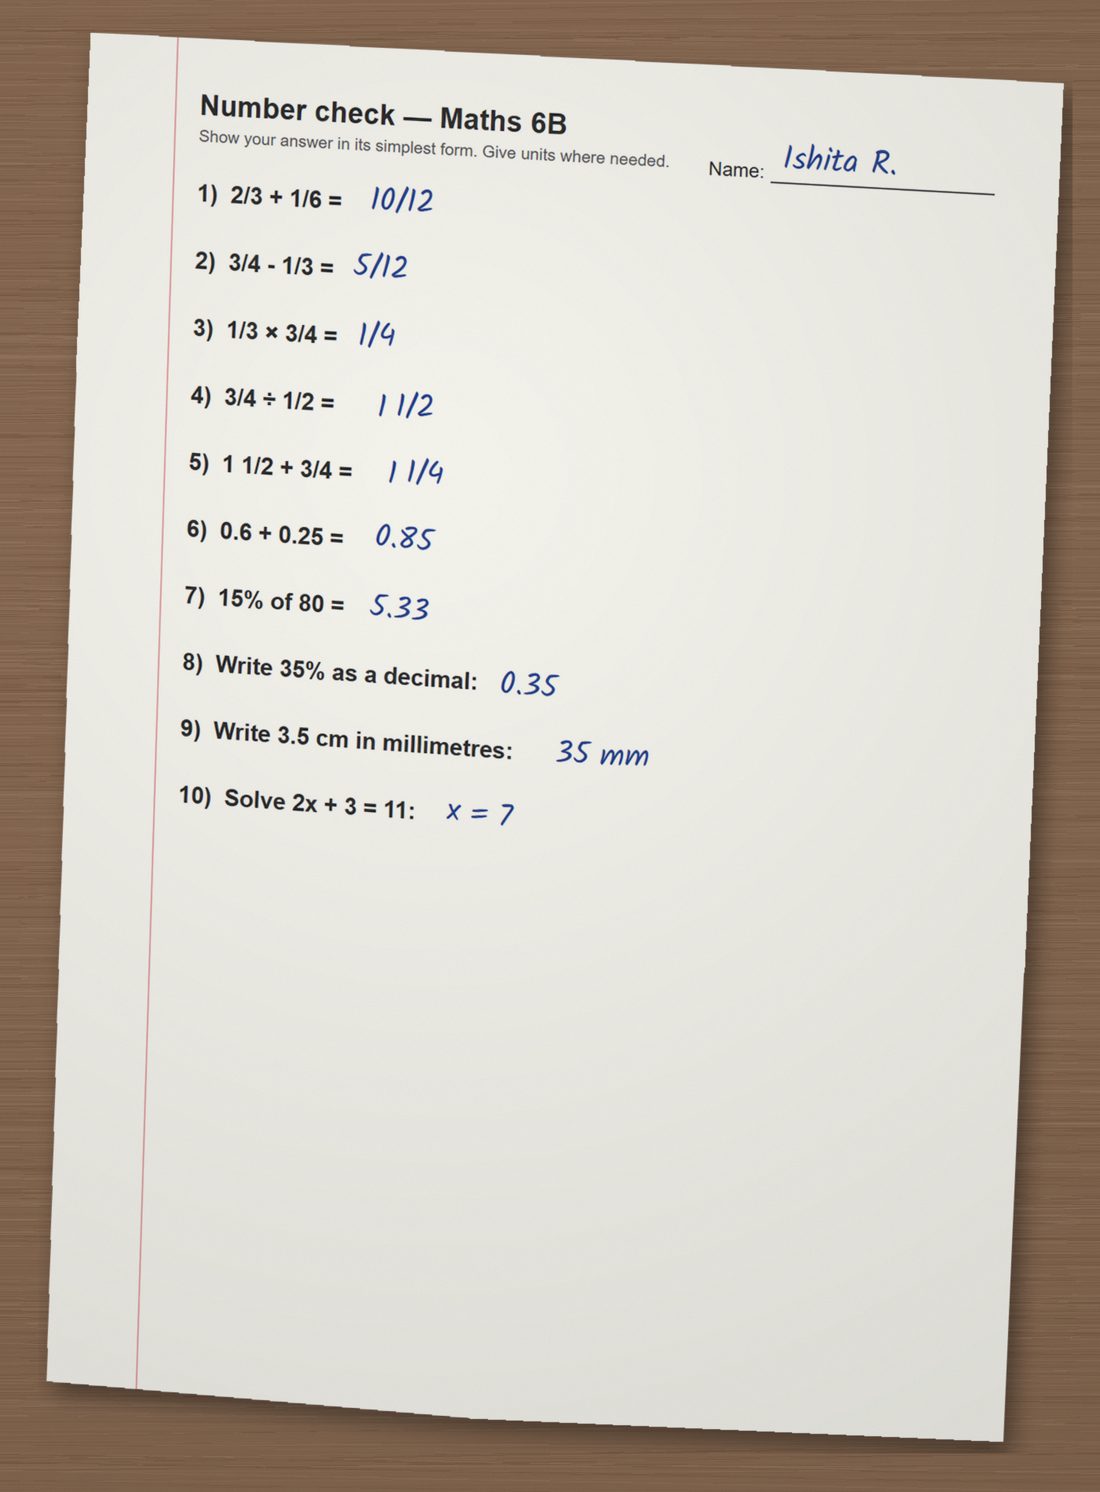 Number check — Maths 6B
Show your answer in its simplest form. Give units where needed.
Name: Ishita R.
1) 2/3 + 1/6 = 10/12
2) 3/4 - 1/3 = 5/12
3) 1/3 × 3/4 = 1/4
4) 3/4 ÷ 1/2 = 1 1/2
5) 1 1/2 + 3/4 = 1 1/4
6) 0.6 + 0.25 = 0.85
7) 15% of 80 = 5.33
8) Write 35% as a decimal: 0.35
9) Write 3.5 cm in millimetres: 35 mm
10) Solve 2x + 3 = 11: x = 7